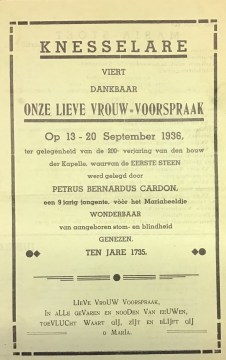 KNESSELARE
VIERT
DANKBAAR
ONZE LIEVE VROUW-VOORSPRAAK
Op 13 - 20 September 1936,
ter gelegenheid van de 200e verjaring van den bouw
der Kapelle, waarvan de EERSTE STEEN
werd gelegd door
PETRUS BERNARDUS CARDON,
een 9 jarig jongente, vóór het Mariabeeldje
WONDERBAAR
van aangeboren stom- en blindheid
GENEZEN.
TEN JARE 1735.
LIEVE VROUW VOORSPRAAK,
IN ALLE GEVAREN EN NOODEN VAN EEUWEN,
TOEVLUCHT WAART GIJ, ZIJT EN BLIJFT GIJ
O MARIA.